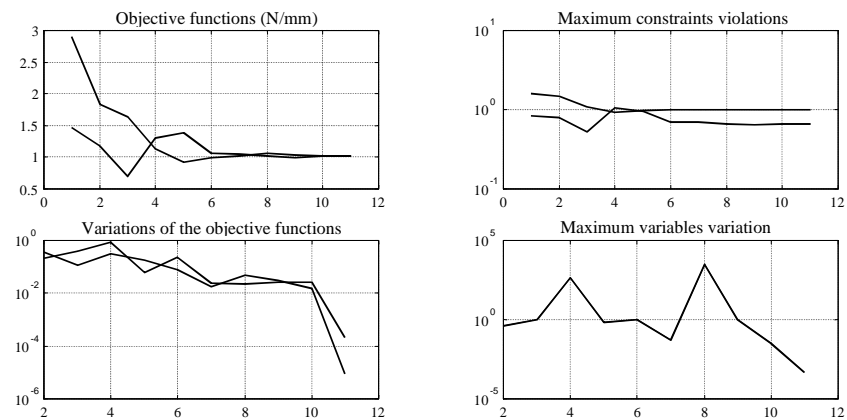 Objective functions (N/mm)
3
2.5
2
1.5
1
0.5
0 2 4 6 8 10 12
Maximum constraints violations
10^1
10^0
10^-1
0 2 4 6 8 10 12
Variations of the objective functions
10^0
10^-2
10^-4
10^-6
2 4 6 8 10 12
Maximum variables variation
10^5
10^0
10^-5
2 4 6 8 10 12